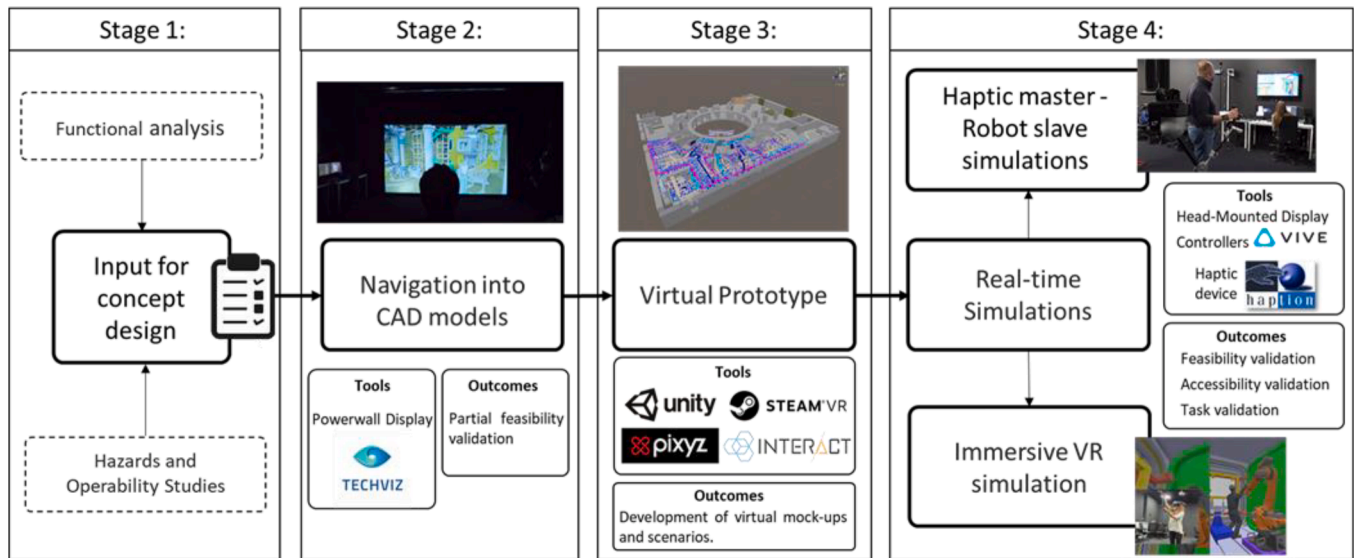 Stage 1:
Functional analysis
Input for
concept
design
Hazards and
Operability Studies
Stage 2:
Navigation into
CAD models
Tools
Powerwall Display
TECHVIZ
Outcomes
Partial feasibility
validation
Stage 3:
Virtual Prototype
Tools
unity
STEAM®VR
pixyz
INTERACT
Outcomes
Development of virtual mock-ups
and scenarios.
Stage 4:
Haptic master -
Robot slave
simulations
Real-time
Simulations
Immersive VR
simulation
Tools
Head-Mounted Display
Controllers VIVE
Haptic
device
haption
Outcomes
Feasibility validation
Accessibility validation
Task validation